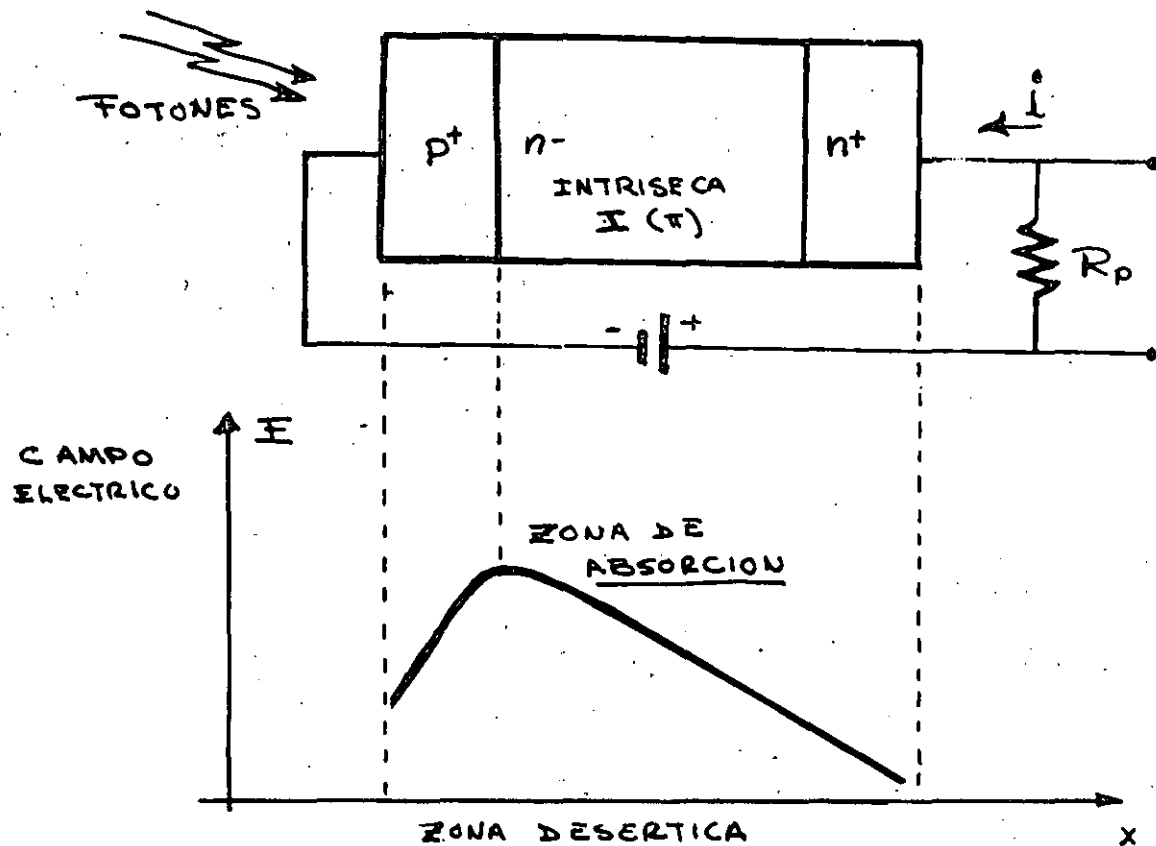 FOTONES
p+
n-
n+
i
INTRISECA
I (π)
Rp
- +
E
CAMPO
ELECTRICO
ZONA DE
ABSORCION
ZONA DESERTICA
x